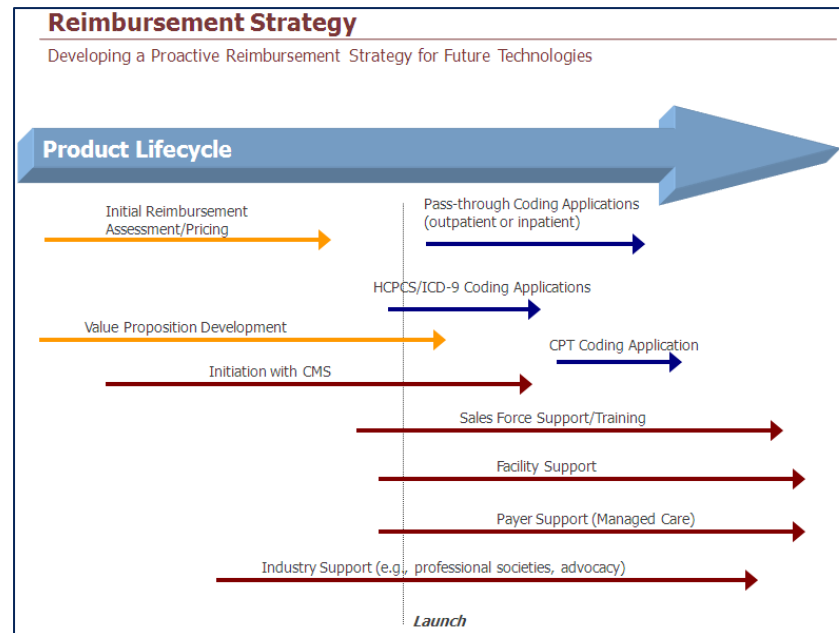 Reimbursement Strategy
Developing a Proactive Reimbursement Strategy for Future Technologies
Product Lifecycle
Initial Reimbursement
Assessment/Pricing
Pass-through Coding Applications
(outpatient or inpatient)
HCPCS/ICD-9 Coding Applications
Value Proposition Development
CPT Coding Application
Initiation with CMS
Sales Force Support/Training
Facility Support
Payer Support (Managed Care)
Industry Support (e.g., professional societies, advocacy)
Launch